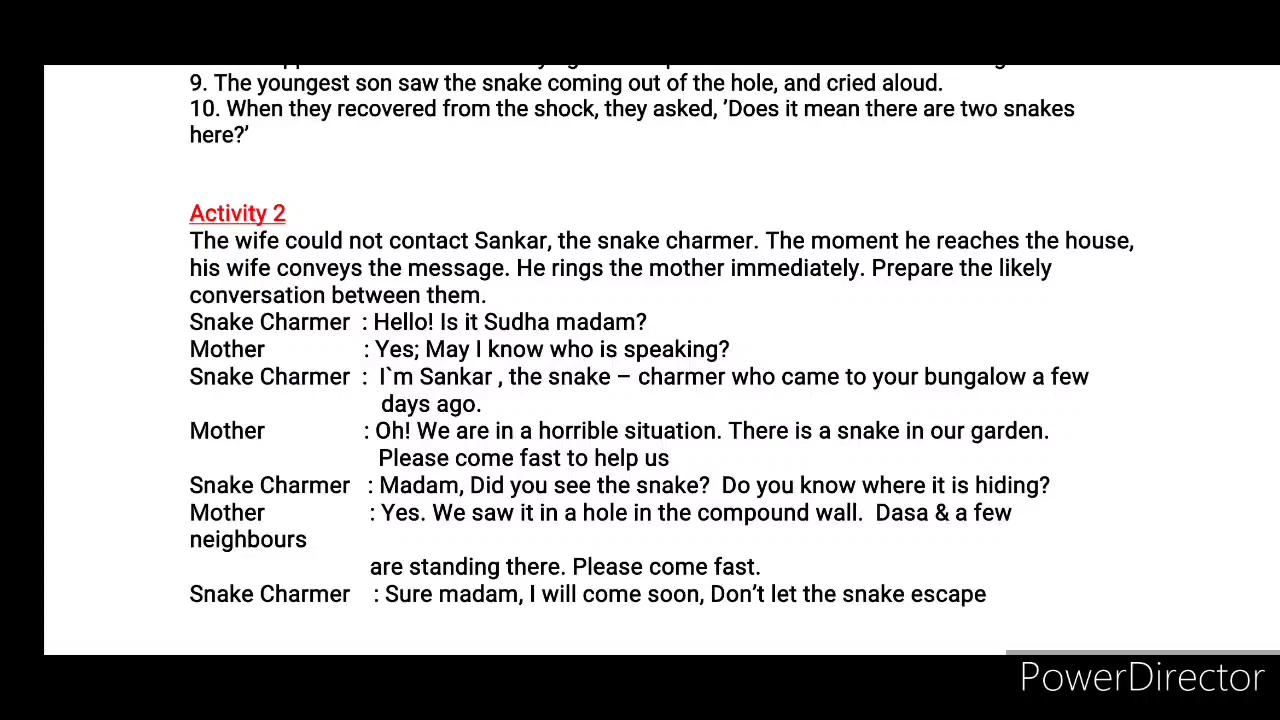 9. The youngest son saw the snake coming out of the hole, and cried aloud.
10. When they recovered from the shock, they asked, ’Does it mean there are two snakes
here?’
Activity 2
The wife could not contact Sankar, the snake charmer. The moment he reaches the house,
his wife conveys the message. He rings the mother immediately. Prepare the likely
conversation between them.
Snake Charmer : Hello! Is it Sudha madam?
Mother : Yes; May I know who is speaking?
Snake Charmer : I`m Sankar , the snake – charmer who came to your bungalow a few
days ago.
Mother : Oh! We are in a horrible situation. There is a snake in our garden.
Please come fast to help us
Snake Charmer : Madam, Did you see the snake? Do you know where it is hiding?
Mother : Yes. We saw it in a hole in the compound wall. Dasa & a few
neighbours
are standing there. Please come fast.
Snake Charmer : Sure madam, I will come soon, Don’t let the snake escape
PowerDirector